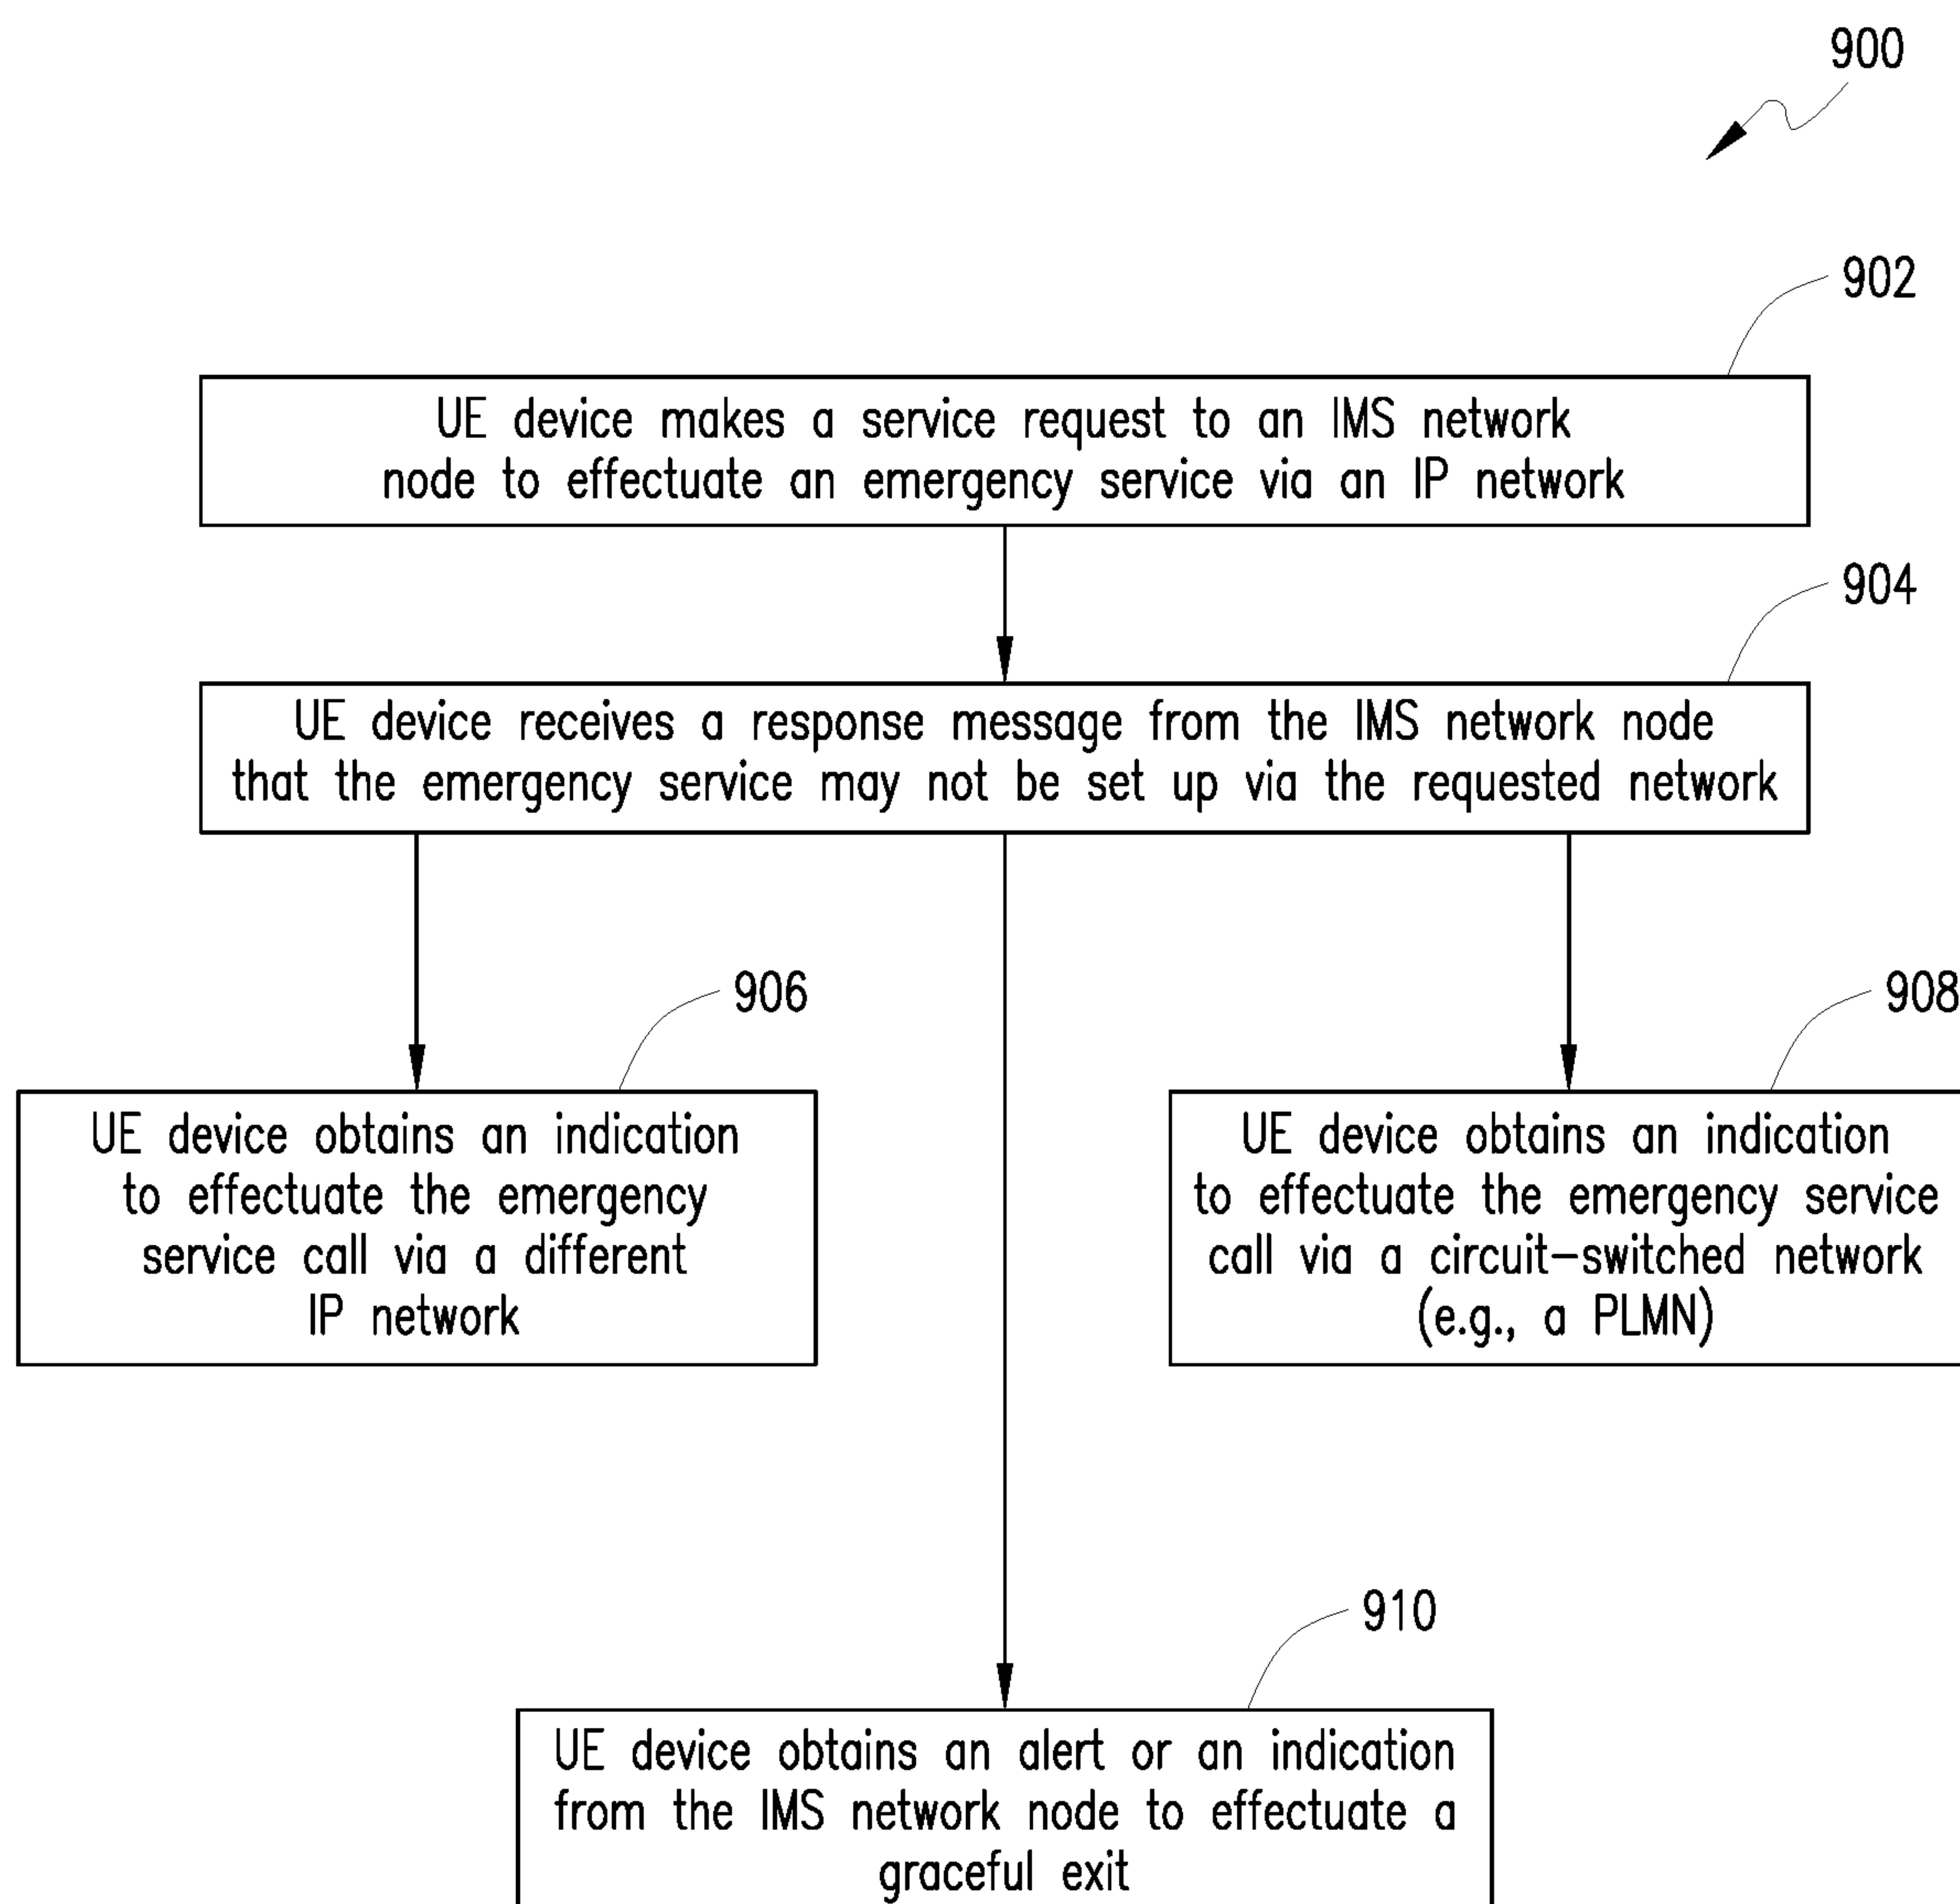 900
902
UE device makes a service request to an IMS network
node to effectuate an emergency service via an IP network
904
UE device receives a response message from the IMS network node
that the emergency service may not be set up via the requested network
906
UE device obtains an indication
to effectuate the emergency
service call via a different
IP network
908
UE device obtains an indication
to effectuate the emergency service
call via a circuit-switched network
(e.g., a PLMN)
910
UE device obtains an alert or an indication
from the IMS network node to effectuate a
graceful exit